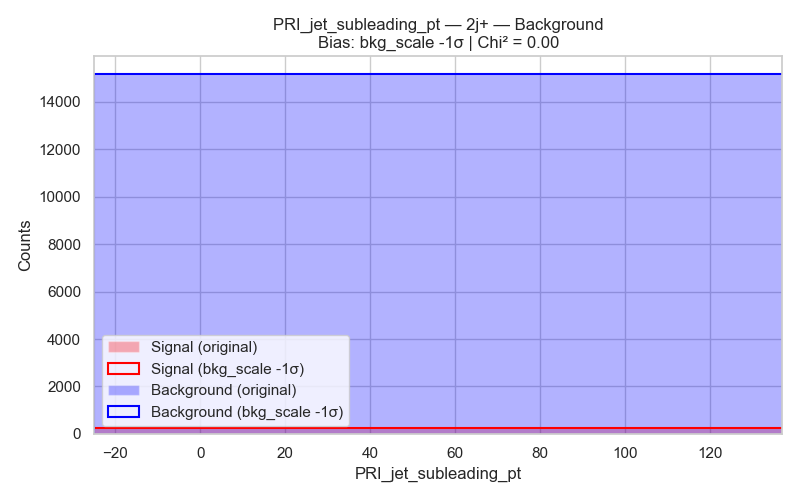 PRI_jet_subleading_pt — 2j+ — Background
Bias: bkg_scale -1σ | Chi² = 0.00
Counts
14000
12000
10000
8000
6000
4000
2000
0
Signal (original)
Signal (bkg_scale -1σ)
Background (original)
Background (bkg_scale -1σ)
−20 0 20 40 60 80 100 120
PRI_jet_subleading_pt